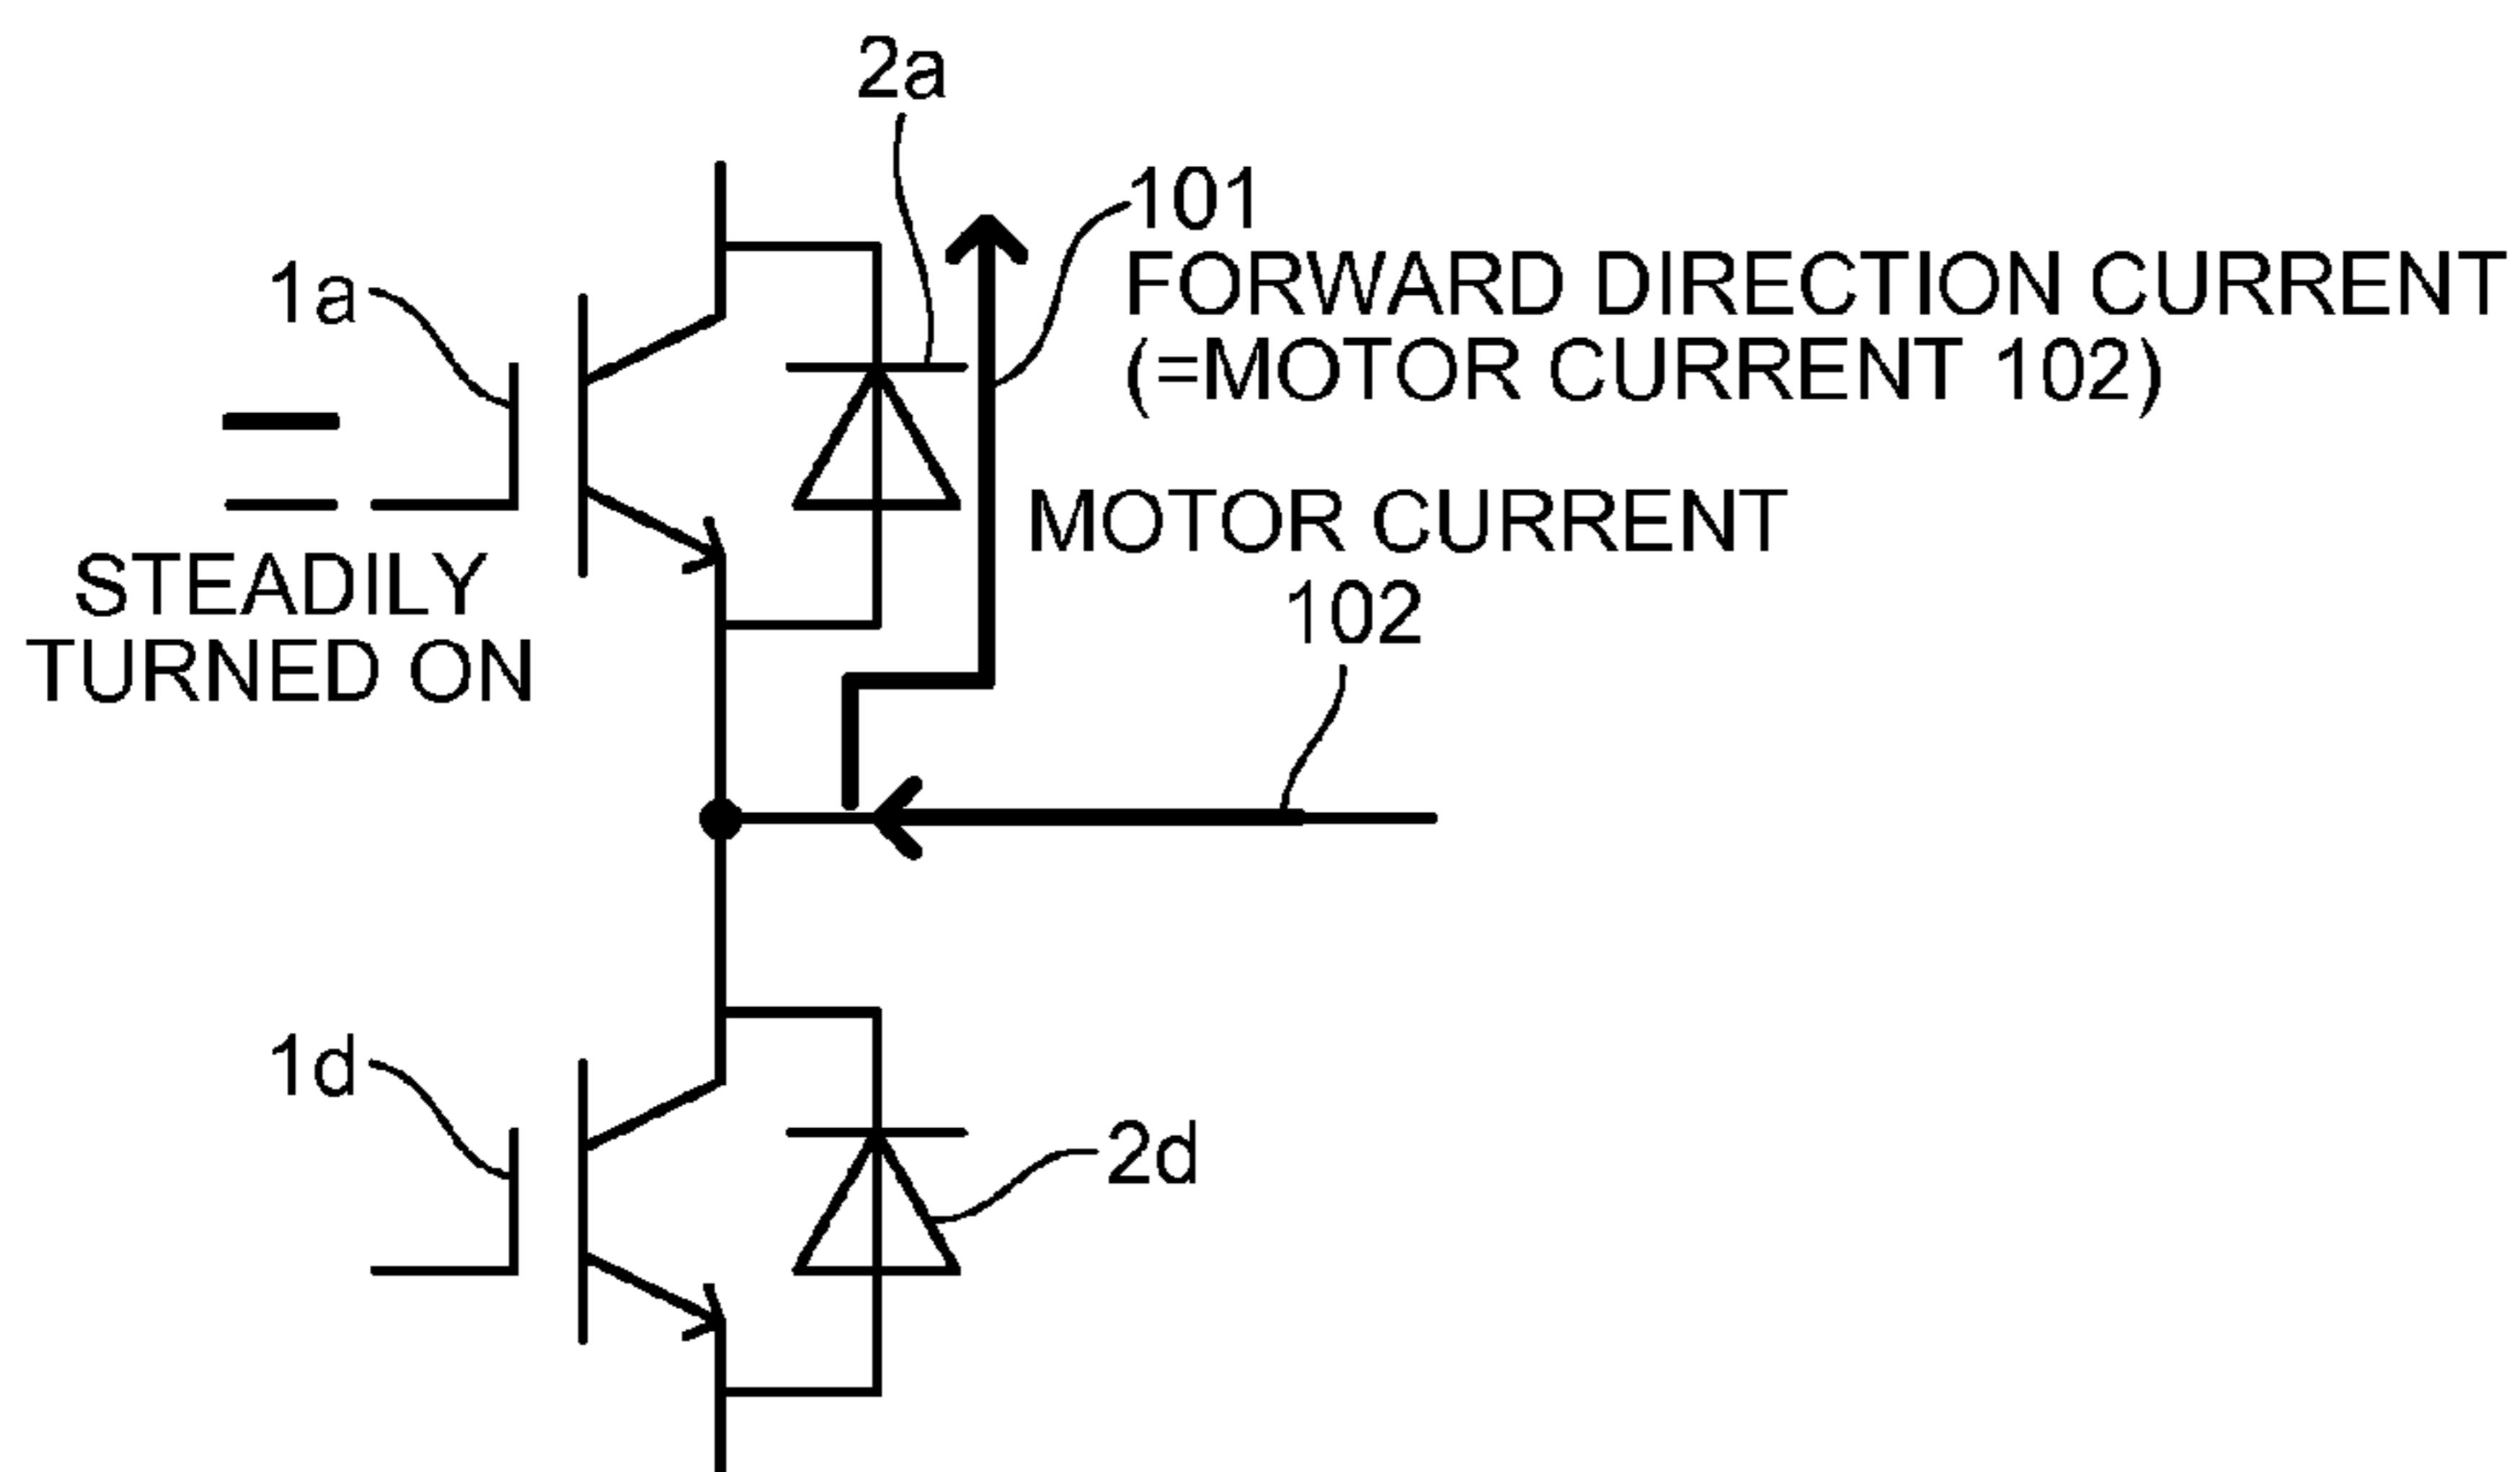 2a
101
FORWARD DIRECTION CURRENT
(=MOTOR CURRENT 102)
1a
MOTOR CURRENT
102
STEADILY
TURNED ON
1d
2d